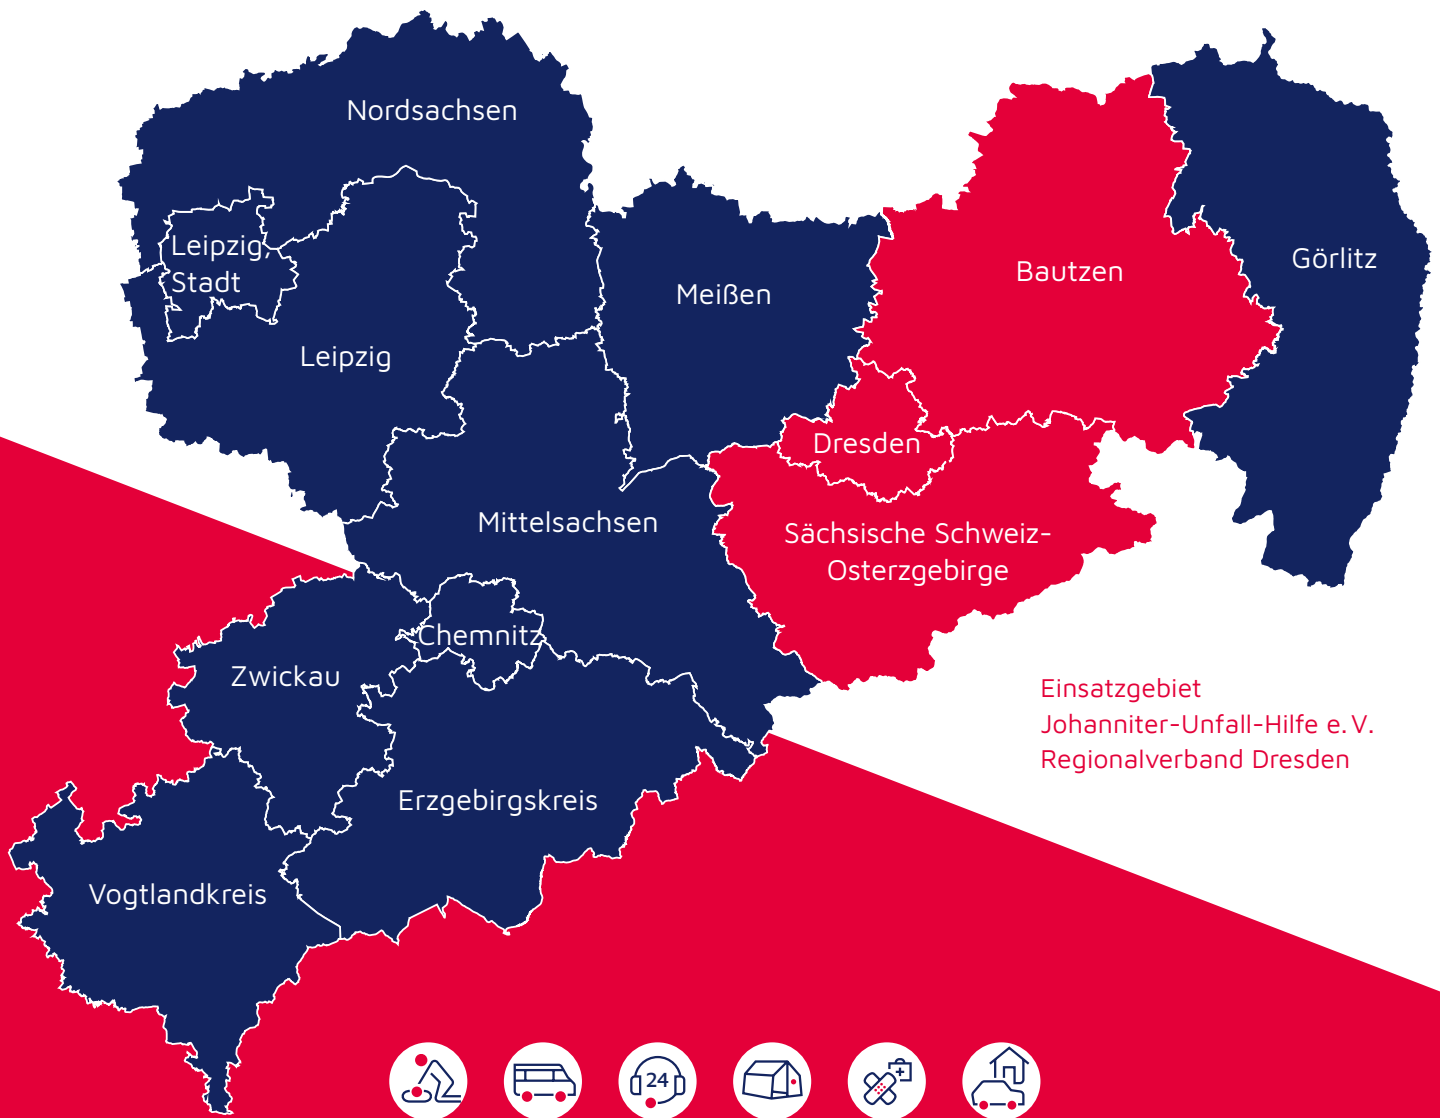 Nordsachsen
Leipzig,
Stadt
Leipzig
Meißen
Bautzen
Görlitz
Dresden
Mittelsachsen
Sächsische Schweiz-
Osterzgebirge
Chemnitz
Zwickau
Erzgebirgskreis
Vogtlandkreis
Einsatzgebiet
Johanniter-Unfall-Hilfe e. V.
Regionalverband Dresden
24